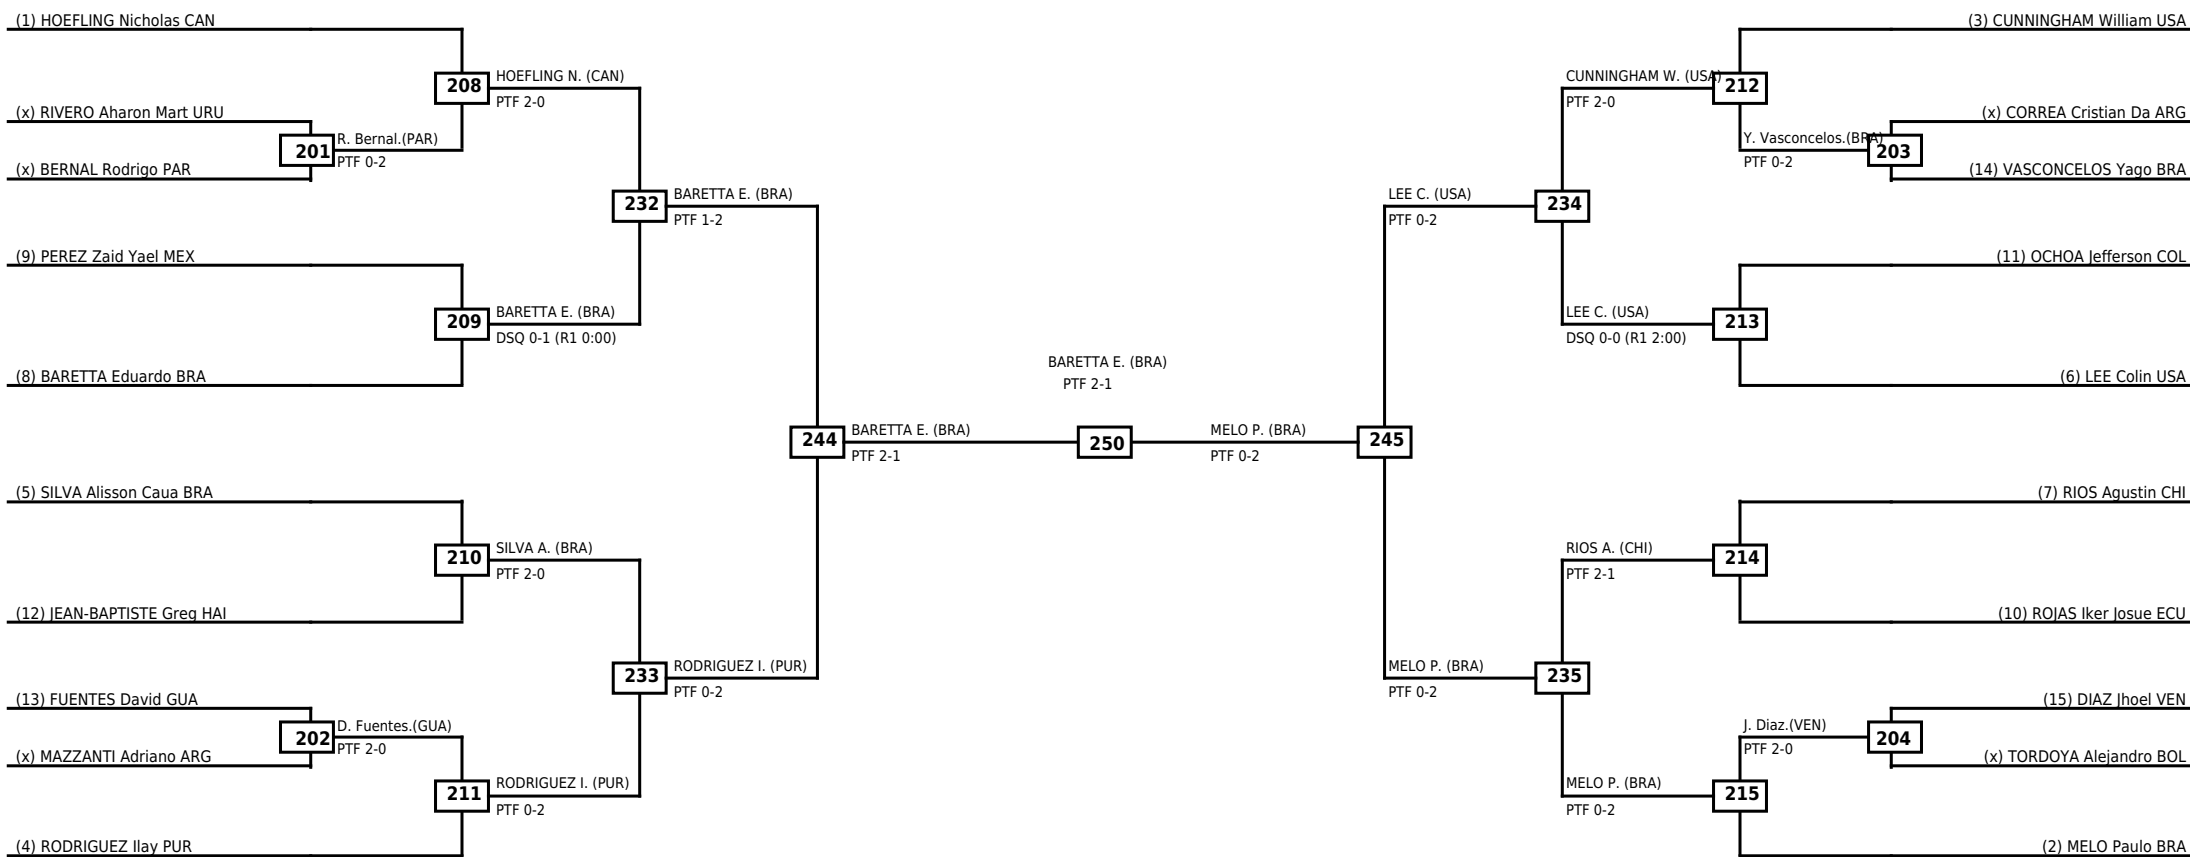 (1) HOEFLING Nicholas CAN
(3) CUNNINGHAM William USA
208
HOEFLING N. (CAN)
PTF 2-0
CUNNINGHAM W. (USA)
PTF 2-0
212
(x) RIVERO Aharon Mart URU
(x) CORREA Cristian Da ARG
201
R. Bernal.(PAR)
PTF 0-2
Y. Vasconcelos.(BRA)
PTF 0-2
203
(x) BERNAL Rodrigo PAR
(14) VASCONCELOS Yago BRA
232
BARETTA E. (BRA)
PTF 1-2
LEE C. (USA)
PTF 0-2
234
(9) PEREZ Zaid Yael MEX
(11) OCHOA Jefferson COL
209
BARETTA E. (BRA)
DSQ 0-1 (R1 0:00)
LEE C. (USA)
DSQ 0-0 (R1 2:00)
213
(8) BARETTA Eduardo BRA
(6) LEE Colin USA
BARETTA E. (BRA)
PTF 2-1
244
BARETTA E. (BRA)
PTF 2-1
250
MELO P. (BRA)
PTF 0-2
245
(5) SILVA Alisson Caua BRA
(7) RIOS Agustin CHI
210
SILVA A. (BRA)
PTF 2-0
RIOS A. (CHI)
PTF 2-1
214
(12) JEAN-BAPTISTE Greg HAI
(10) ROJAS Iker Josue ECU
233
RODRIGUEZ I. (PUR)
PTF 0-2
MELO P. (BRA)
PTF 0-2
235
(13) FUENTES David GUA
(15) DIAZ Jhoel VEN
202
D. Fuentes.(GUA)
PTF 2-0
J. Diaz.(VEN)
PTF 2-0
204
(x) MAZZANTI Adriano ARG
(x) TORDOYA Alejandro BOL
211
RODRIGUEZ I. (PUR)
PTF 0-2
MELO P. (BRA)
PTF 0-2
215
(4) RODRIGUEZ Ilay PUR
(2) MELO Paulo BRA